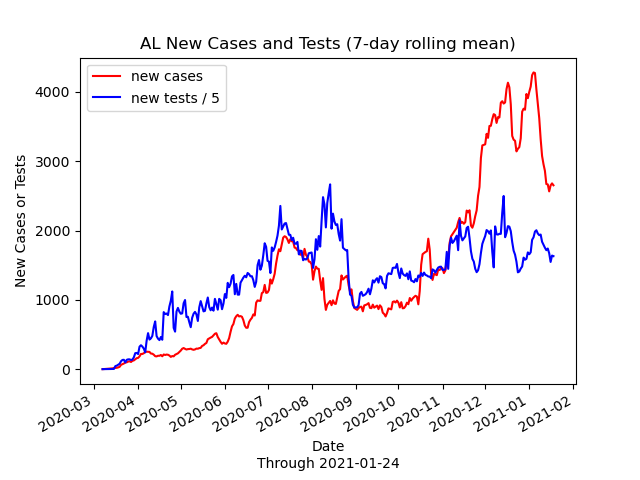 AL New Cases and Tests (7-day rolling mean)
new cases
new tests / 5
New Cases or Tests
4000
3000
2000
1000
0
2020-03
2020-04
2020-05
2020-06
2020-07
2020-08
2020-09
2020-10
2020-11
2020-12
2021-01
2021-02
Date
Through 2021-01-24